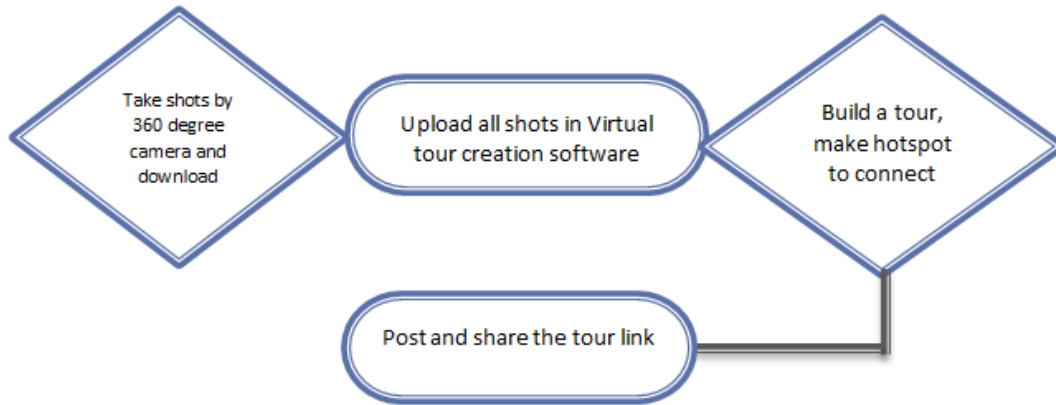 Take shots by
360 degree
camera and
download
Upload all shots in Virtual
tour creation software
Build a tour,
make hotspot
to connect
Post and share the tour link